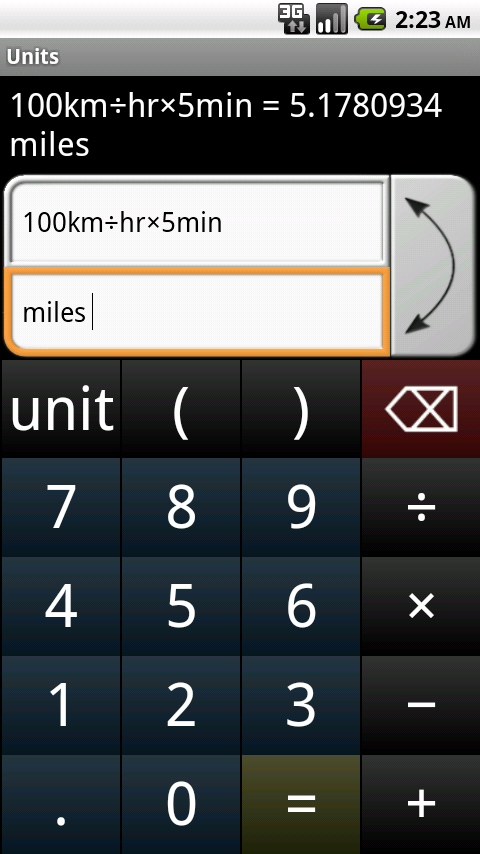 3G 2:23 AM
Units
100km÷hr×5min = 5.1780934
miles
100km÷hr×5min
miles
unit ( )
7 8 9 ÷
4 5 6 ×
1 2 3 −
. 0 = +